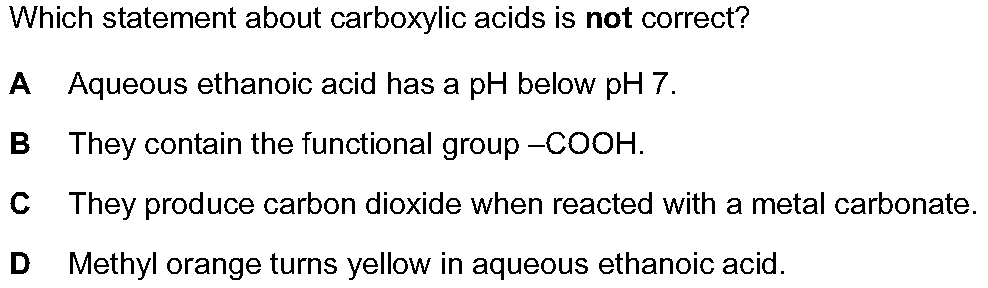 Which statement about carboxylic acids is not correct?
A Aqueous ethanoic acid has a pH below pH 7.
B They contain the functional group –COOH.
C They produce carbon dioxide when reacted with a metal carbonate.
D Methyl orange turns yellow in aqueous ethanoic acid.